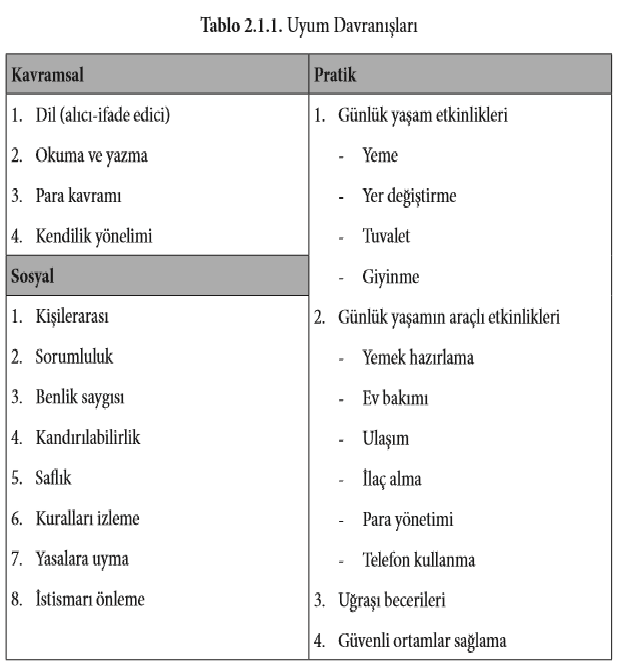 Tablo 2.1.1. Uyum Davranışları
Kavramsal
1. Dil (alıcı-ifade edici)
2. Okuma ve yazma
3. Para kavramı
4. Kendilik yönelimi
Sosyal
1. Kişilerarası
2. Sorumluluk
3. Benlik saygısı
4. Kandırılabilirlik
5. Saflık
6. Kuralları izleme
7. Yasalara uyma
8. İstismarı önleme
Pratik
1. Günlük yaşam etkinlikleri
- Yeme
- Yer değiştirme
- Tuvalet
- Giyinme
2. Günlük yaşamın araçlı etkinlikleri
- Yemek hazırlama
- Ev bakımı
- Ulaşım
- İlaç alma
- Para yönetimi
- Telefon kullanma
3. Uğraşı becerileri
4. Güvenli ortamlar sağlama